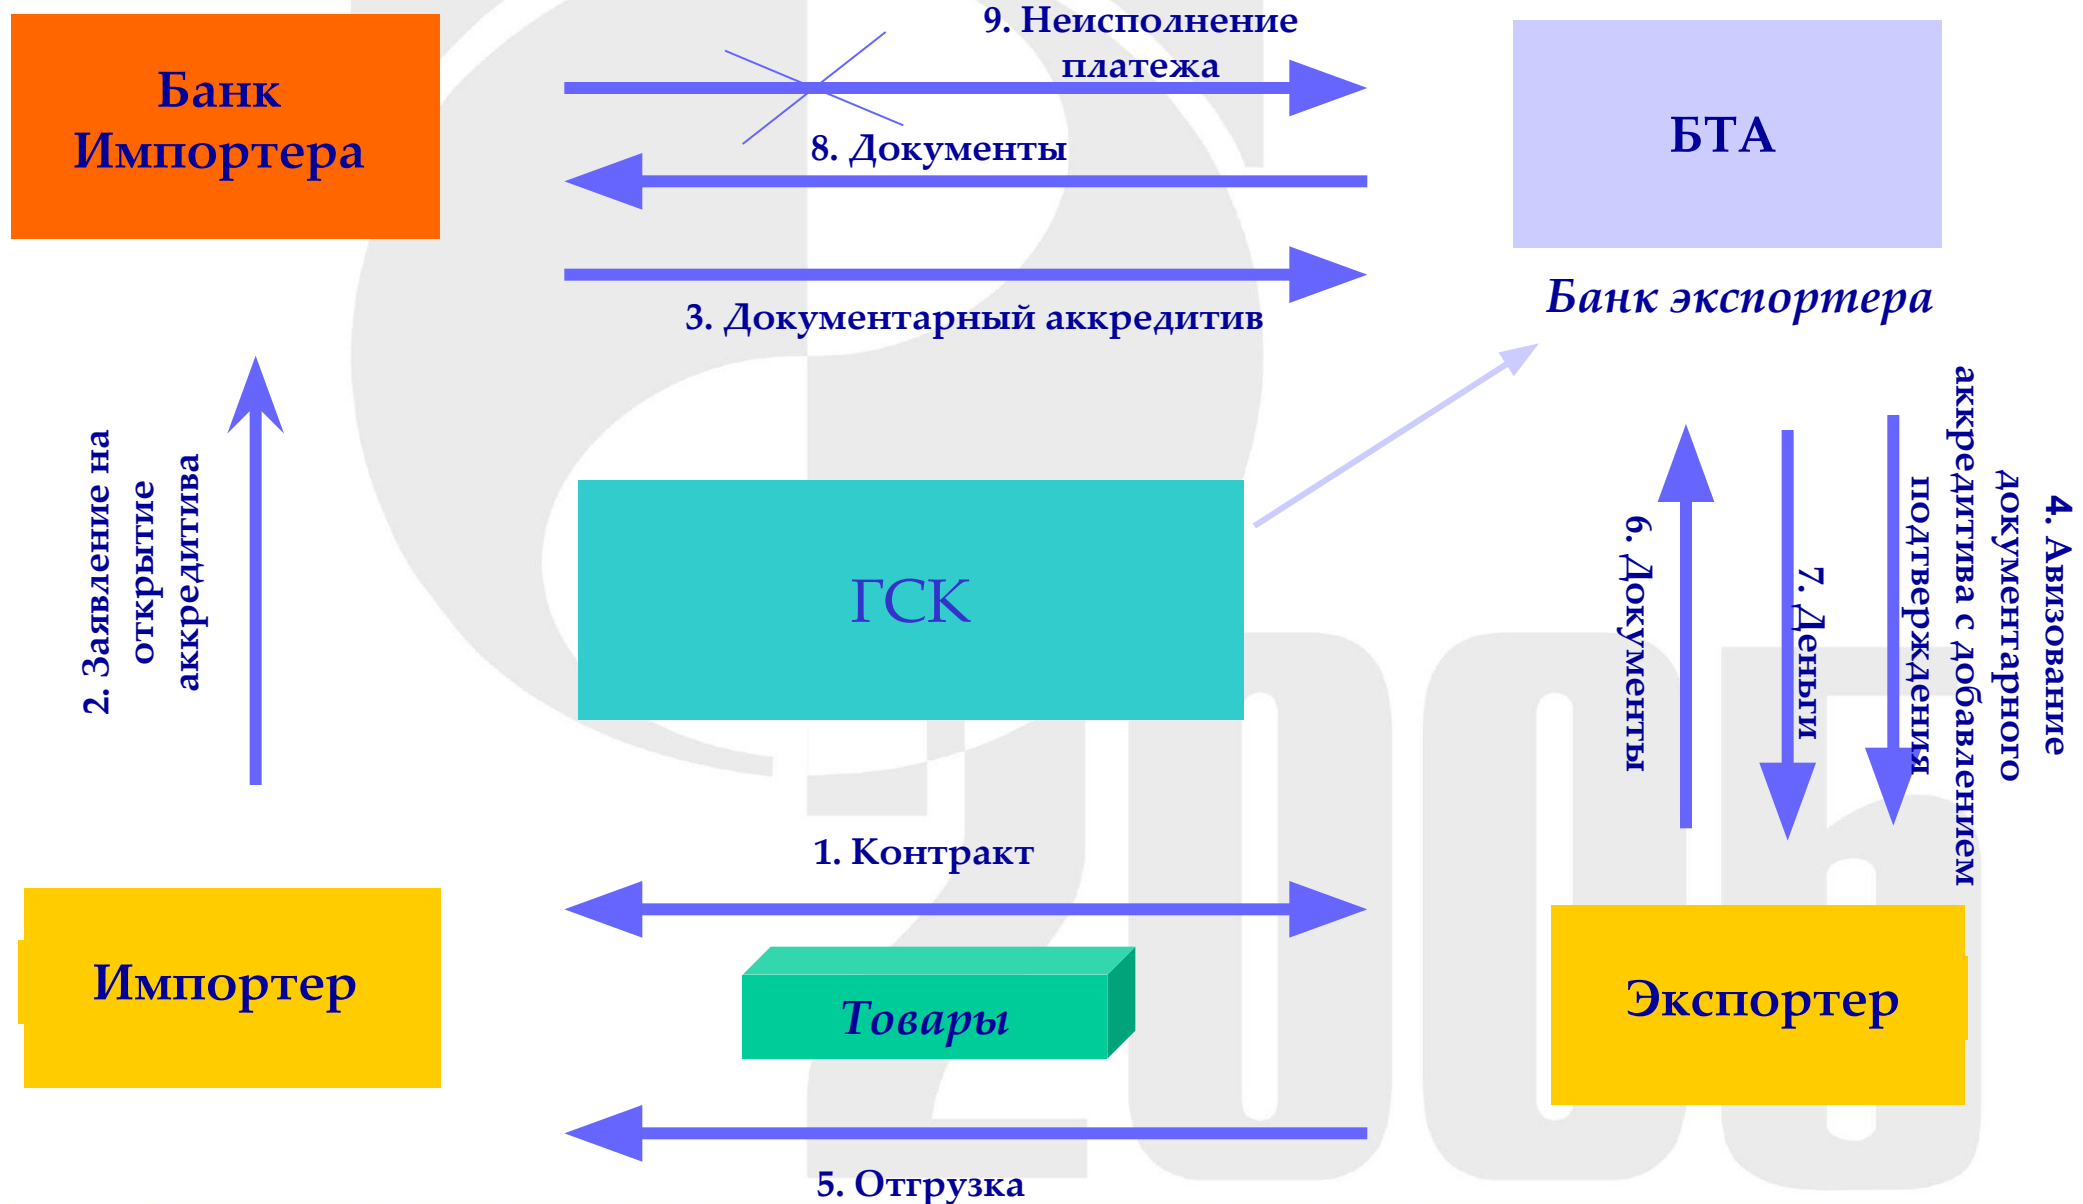 9. Неисполнение
платежа
Банк
Импортера
БТА
8. Документы
3. Документарный аккредитив
Банк экспортера
2. Заявление на
открытие
аккредитива
ГСК
6. Документы
7. Деньги
4. Авизование
документарного
аккредитива с добавлением
подтверждения
1. Контракт
Импортер
Товары
Экспортер
5. Отгрузка
2005